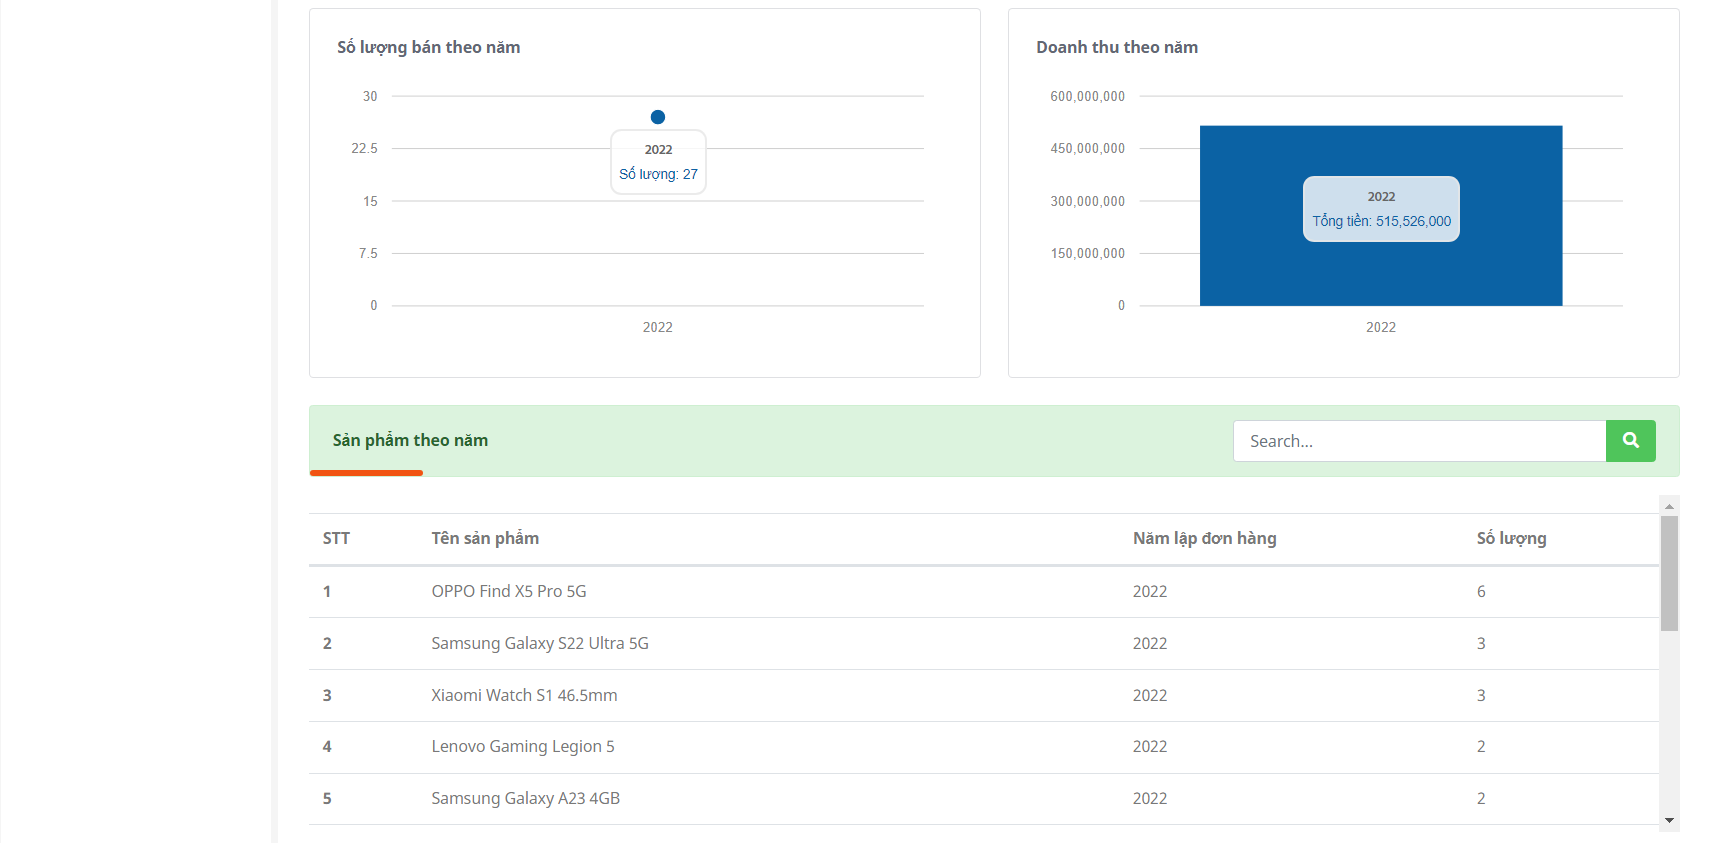 Số lượng bán theo năm
30
22.5
15
7.5
0
2022
Số lượng: 27
2022
Doanh thu theo năm
600,000,000
450,000,000
300,000,000
150,000,000
0
2022
Tổng tiền: 515,526,000
2022
Sản phẩm theo năm
Search...
STT Tên sản phẩm Năm lập đơn hàng Số lượng
1 OPPO Find X5 Pro 5G 2022 6
2 Samsung Galaxy S22 Ultra 5G 2022 3
3 Xiaomi Watch S1 46.5mm 2022 3
4 Lenovo Gaming Legion 5 2022 2
5 Samsung Galaxy A23 4GB 2022 2